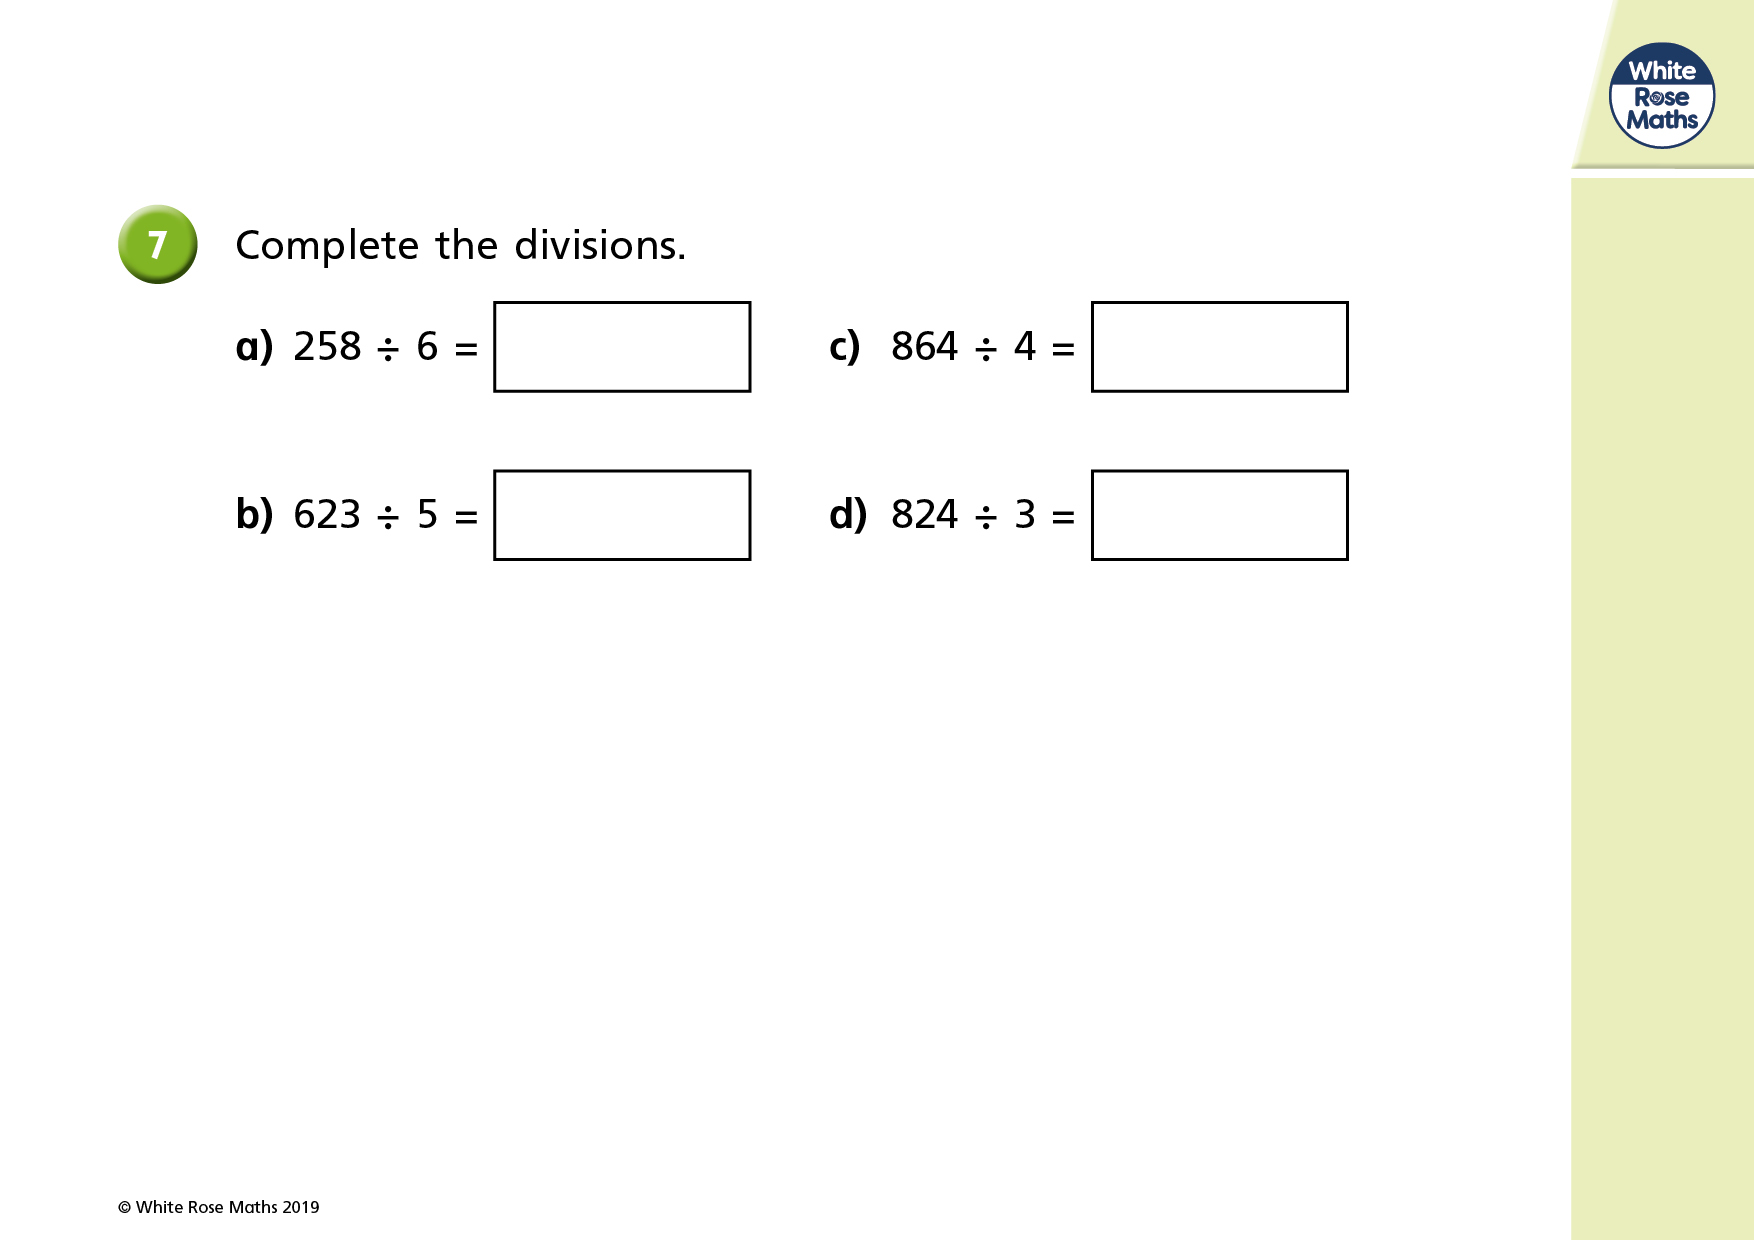 White
Rose
Maths
7 Complete the divisions.
a) 258 ÷ 6 =
c) 864 ÷ 4 =
b) 623 ÷ 5 =
d) 824 ÷ 3 =
© White Rose Maths 2019